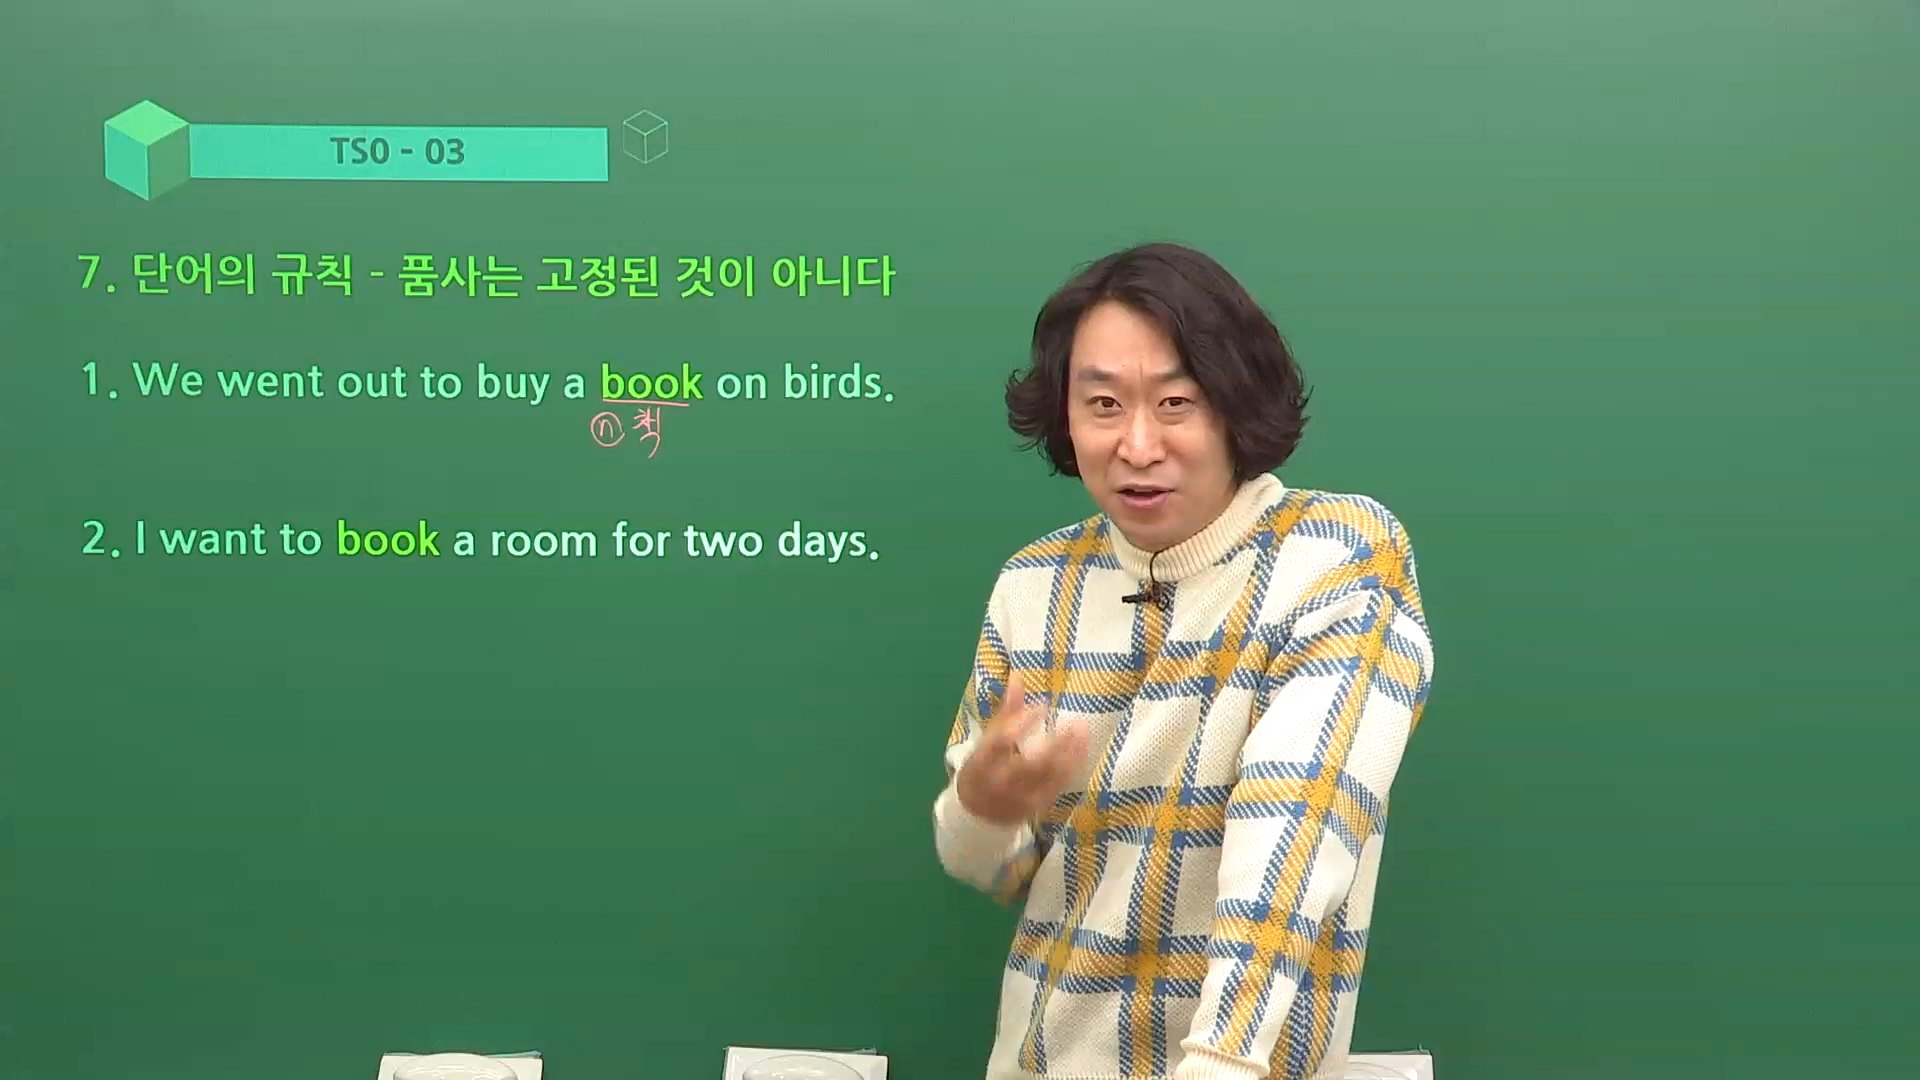 TS0 - 03
7. 단어의 규칙 - 품사는 고정된 것이 아니다
1. We went out to buy a book on birds.
n 책
2. I want to book a room for two days.